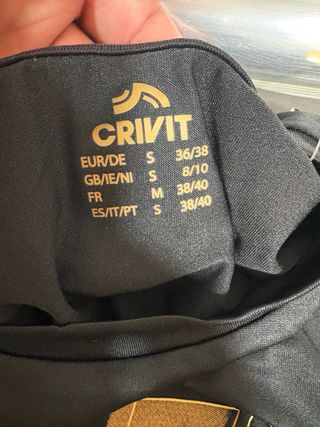 CRIVIT
EUR/DE S 36/38
GB/IE/NI S 8/10
FR M 38/40
ES/IT/PT S 38/40